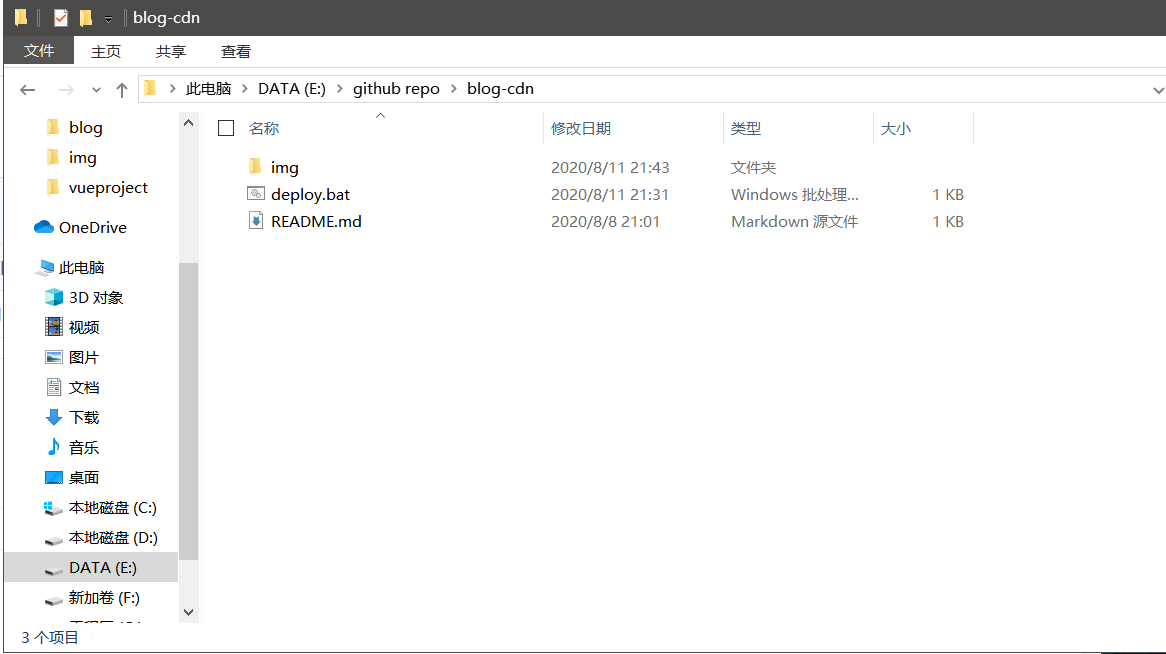 blog-cdn
文件 主页 共享 查看
此电脑 DATA (E:) github repo blog-cdn
名称 修改日期 类型 大小
img 2020/8/11 21:43 文件夹
deploy.bat 2020/8/11 21:31 Windows 批处理... 1 KB
README.md 2020/8/8 21:01 Markdown 源文件 1 KB
blog
img
vueproject
OneDrive
此电脑
3D 对象
视频
图片
文档
下载
音乐
桌面
本地磁盘 (C:)
本地磁盘 (D:)
DATA (E:)
新加卷 (F:)
3 个项目